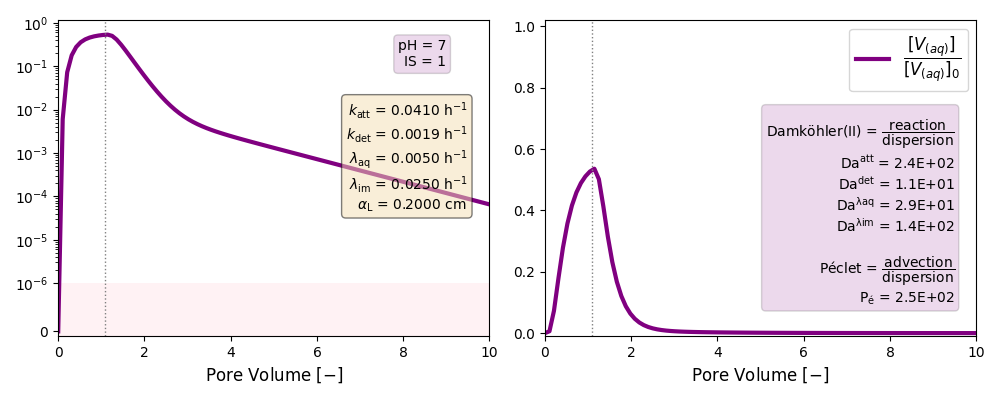 10⁰
10⁻¹
10⁻²
10⁻³
10⁻⁴
10⁻⁵
10⁻⁶
0
0 2 4 6 8 10
Pore Volume [−]
pH = 7
IS = 1
k_att = 0.0410 h⁻¹
k_det = 0.0019 h⁻¹
λ_aq = 0.0050 h⁻¹
λ_im = 0.0250 h⁻¹
α_L = 0.2000 cm
1.0
0.8
0.6
0.4
0.2
0.0
0 2 4 6 8 10
Pore Volume [−]
[V_(aq)]
[V_(aq)]₀
Damköhler(II) = reaction
dispersion
Da^att = 2.4E+02
Da^det = 1.1E+01
Da^λaq = 2.9E+01
Da^λim = 1.4E+02
Péclet = advection
dispersion
P_é = 2.5E+02